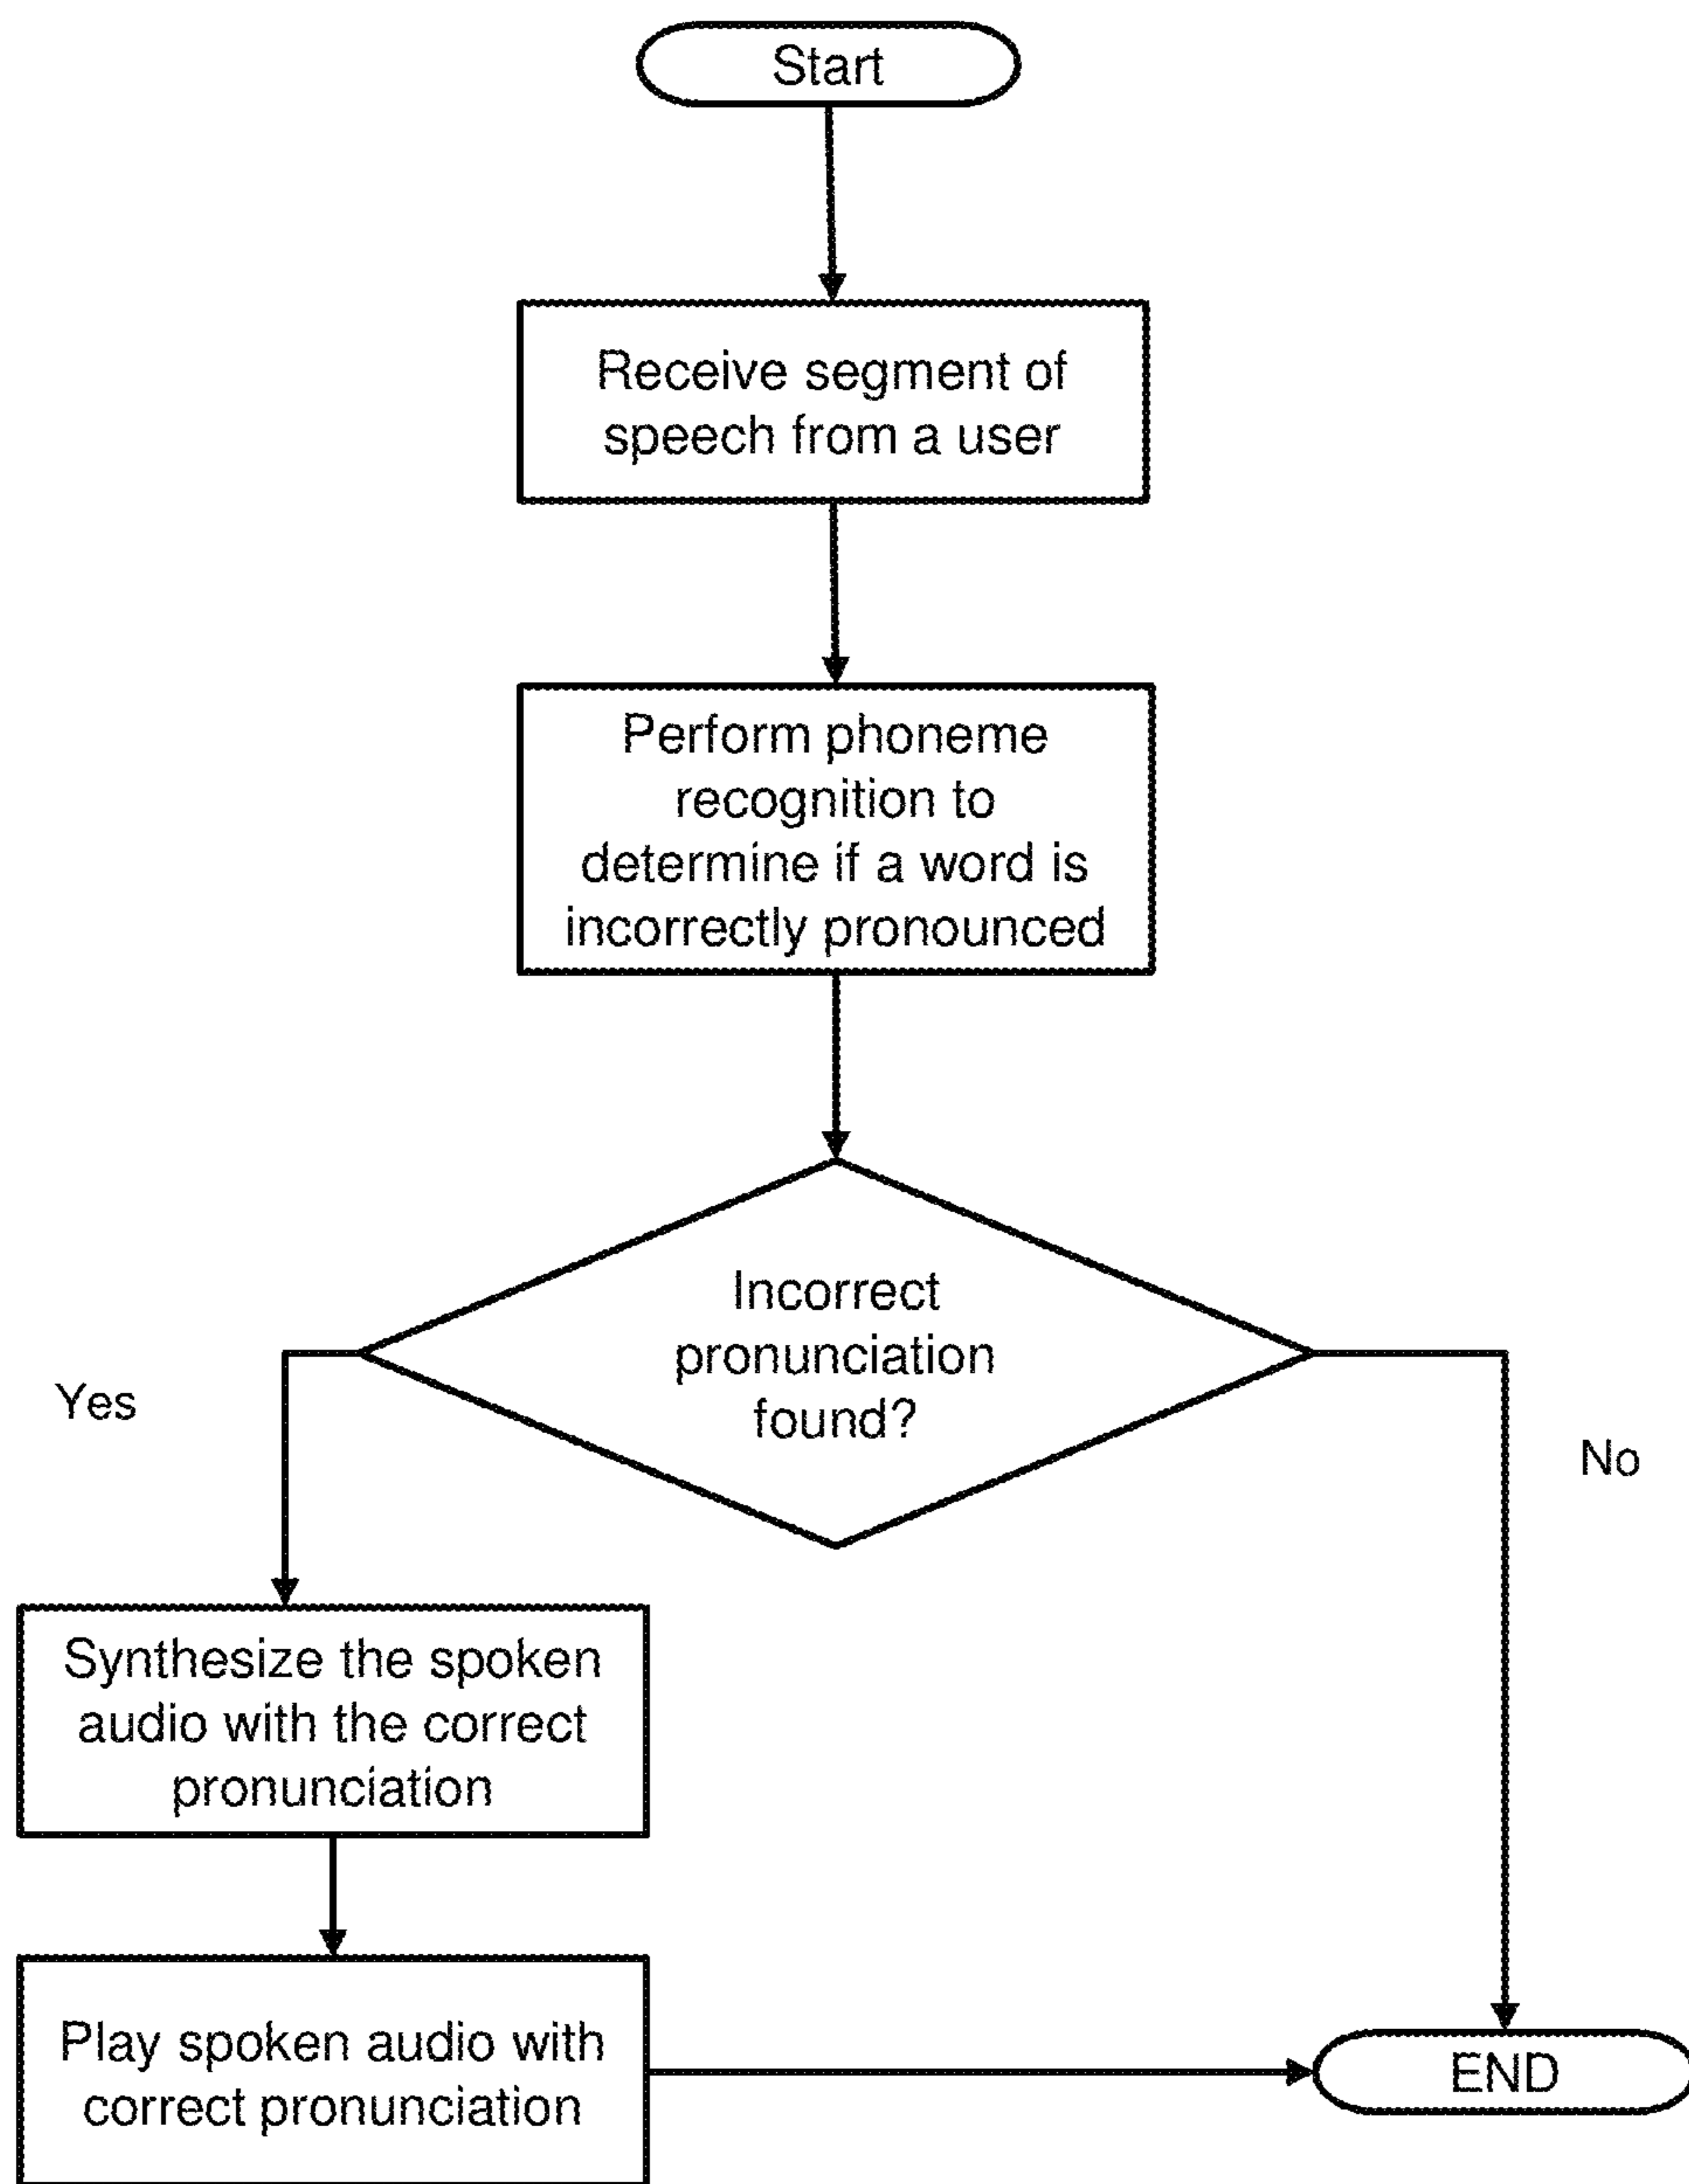 Start
Receive segment of
speech from a user
Perform phoneme
recognition to
determine if a word is
incorrectly pronounced
Incorrect
pronunciation
found?
Yes
No
Synthesize the spoken
audio with the correct
pronunciation
Play spoken audio with
correct pronunciation
END